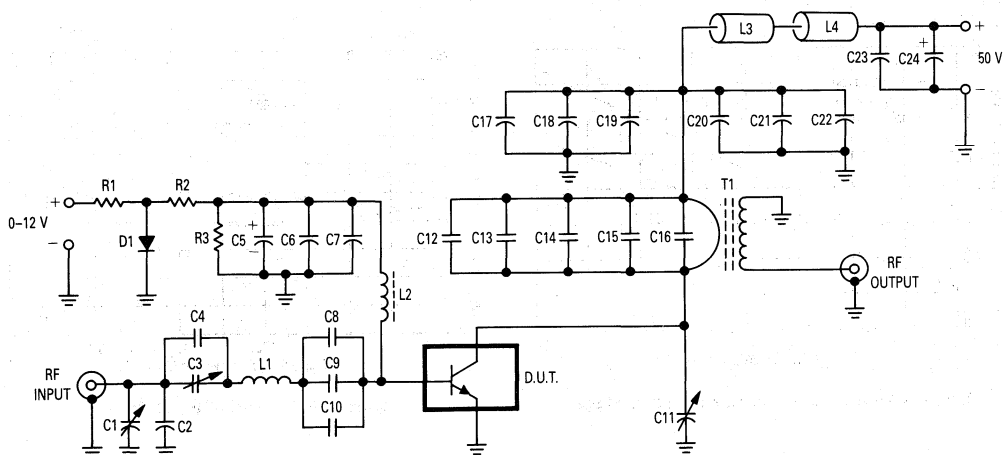 L3
L4
+
C23
+
C24
50 V
−
C17
C18
C19
C20
C21
C22
R1
R2
T1
+
0–12 V
−
D1
R3
+
C5
−
C6
C7
C12
C13
C14
C15
C16
L2
RF
OUTPUT
C4
C3
L1
C8
C9
C10
RF
INPUT
C1
C2
D.U.T.
C11